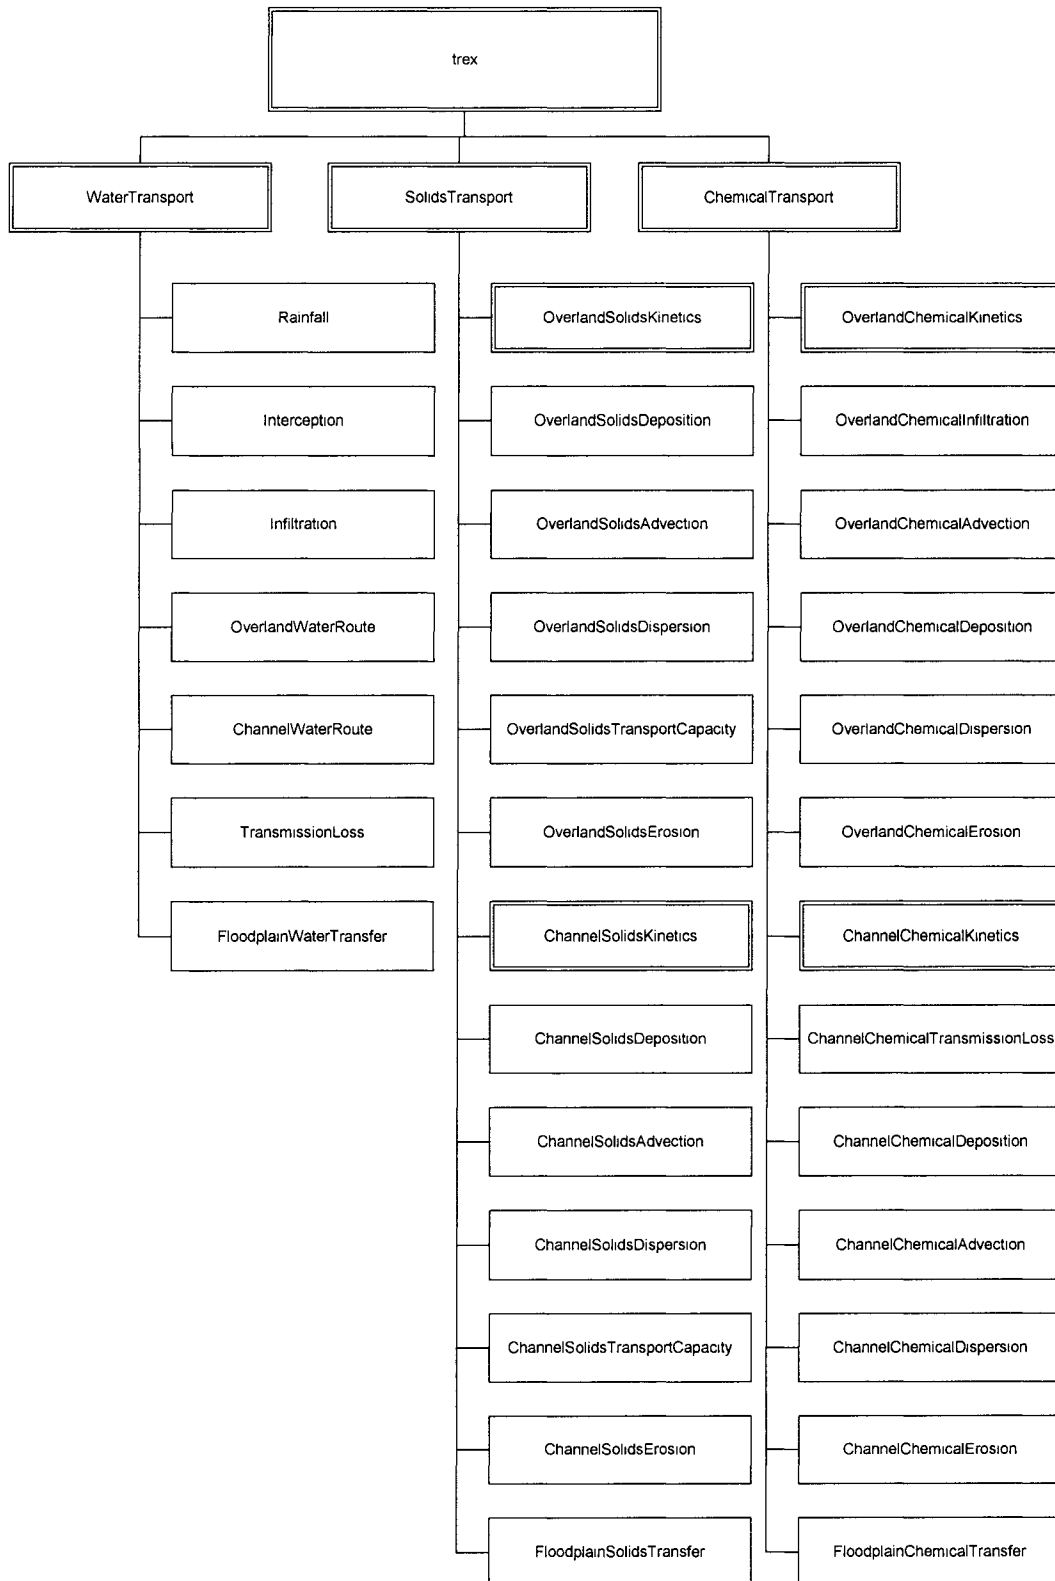 trex
WaterTransport
SolidsTransport
ChemicalTransport
Rainfall
Interception
Infiltration
OverlandWaterRoute
ChannelWaterRoute
TransmissionLoss
FloodplainWaterTransfer
OverlandSolidsKinetics
OverlandSolidsDeposition
OverlandSolidsAdvection
OverlandSolidsDispersion
OverlandSolidsTransportCapacity
OverlandSolidsErosion
ChannelSolidsKinetics
ChannelSolidsDeposition
ChannelSolidsAdvection
ChannelSolidsDispersion
ChannelSolidsTransportCapacity
ChannelSolidsErosion
FloodplainSolidsTransfer
OverlandChemicalKinetics
OverlandChemicalInfiltration
OverlandChemicalAdvection
OverlandChemicalDeposition
OverlandChemicalDispersion
OverlandChemicalErosion
ChannelChemicalKinetics
ChannelChemicalTransmissionLoss
ChannelChemicalDeposition
ChannelChemicalAdvection
ChannelChemicalDispersion
ChannelChemicalErosion
FloodplainChemicalTransfer